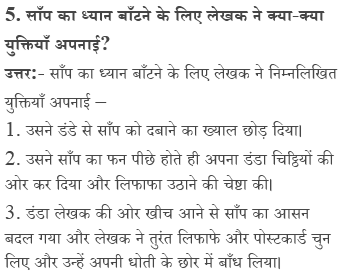 5. साँप का ध्यान बाँटने के लिए लेखक ने क्या-क्या
युक्तियाँ अपनाई?
उत्तर:- साँप का ध्यान बाँटने के लिए लेखक ने निम्नलिखित
युक्तियाँ अपनाई –
1. उसने डंडे से साँप को दबाने का ख्याल छोड़ दिया।
2. उसने साँप का फन पीछे होते ही अपना डंडा चिट्ठियों की
ओर कर दिया और लिफाफा उठाने की चेष्टा की।
3. डंडा लेखक की ओर खीच आने से साँप का आसन
बदल गया और लेखक ने तुरंत लिफाफे और पोस्टकार्ड चुन
लिए और उन्हें अपनी धोती के छोर में बाँध लिया।